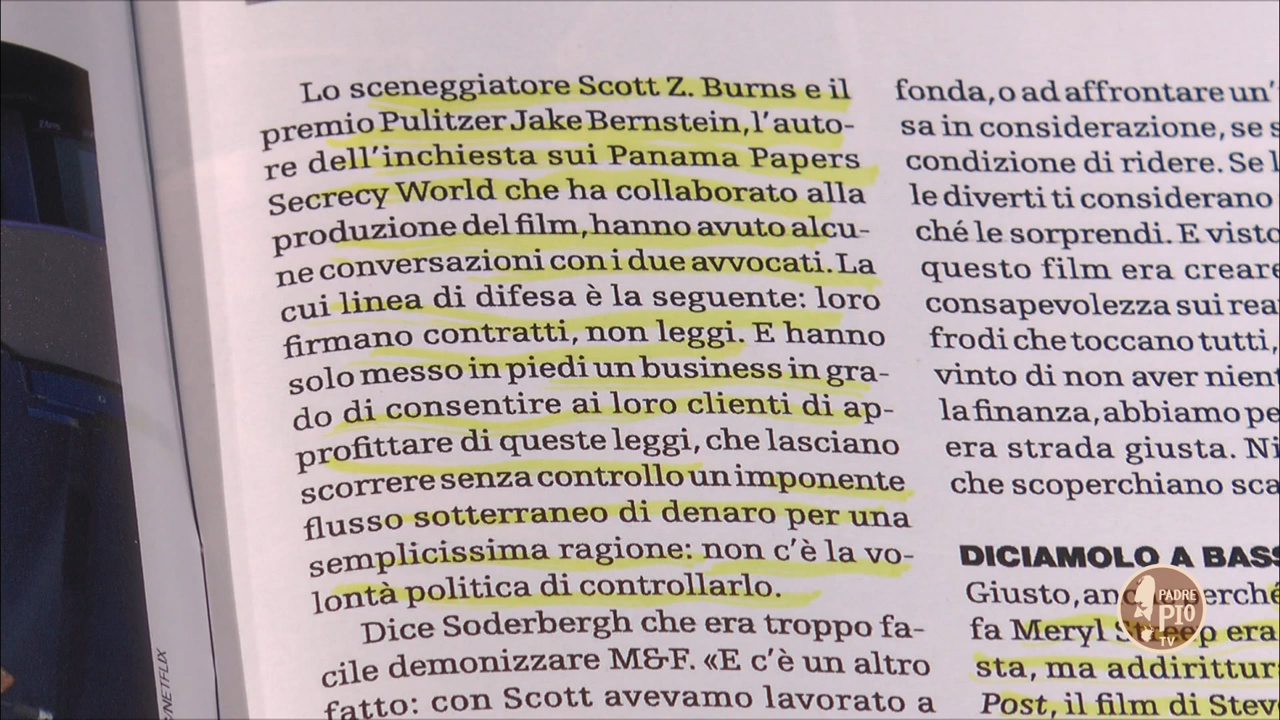 Lo sceneggiatore Scott Z. Burns e il
premio Pulitzer Jake Bernstein, l'auto-
re dell'inchiesta sui Panama Papers
Secrecy World che ha collaborato alla
produzione del film, hanno avuto alcu-
ne conversazioni con i due avvocati. La
cui linea di difesa è la seguente: loro
firmano contratti, non leggi. E hanno
solo messo in piedi un business in gra-
do di consentire ai loro clienti di ap-
profittare di queste leggi, che lasciano
scorrere senza controllo un imponente
flusso sotterraneo di denaro per una
semplicissima ragione: non c'è la vo-
lontà politica di controllarlo.
Dice Soderbergh che era troppo fa-
cile demonizzare M&F. «E c'è un altro
fatto: con Scott avevamo lavorato a
fonda, o ad affrontare un'
sa in considerazione, se s
condizione di ridere. Se l
le diverti ti considerano
ché le sorprendi. E visto
questo film era creare
consapevolezza sui rea
frodi che toccano tutti,
vinto di non aver nient
la finanza, abbiamo pe
era strada giusta. Ni
che scoperchiano sca
DICIAMOLO A BASS
Giusto, an erché
fa Meryl Streep era
sta, ma addirittur
Post, il film di Stev
/NETFLIX
PADRE
PIO
TV